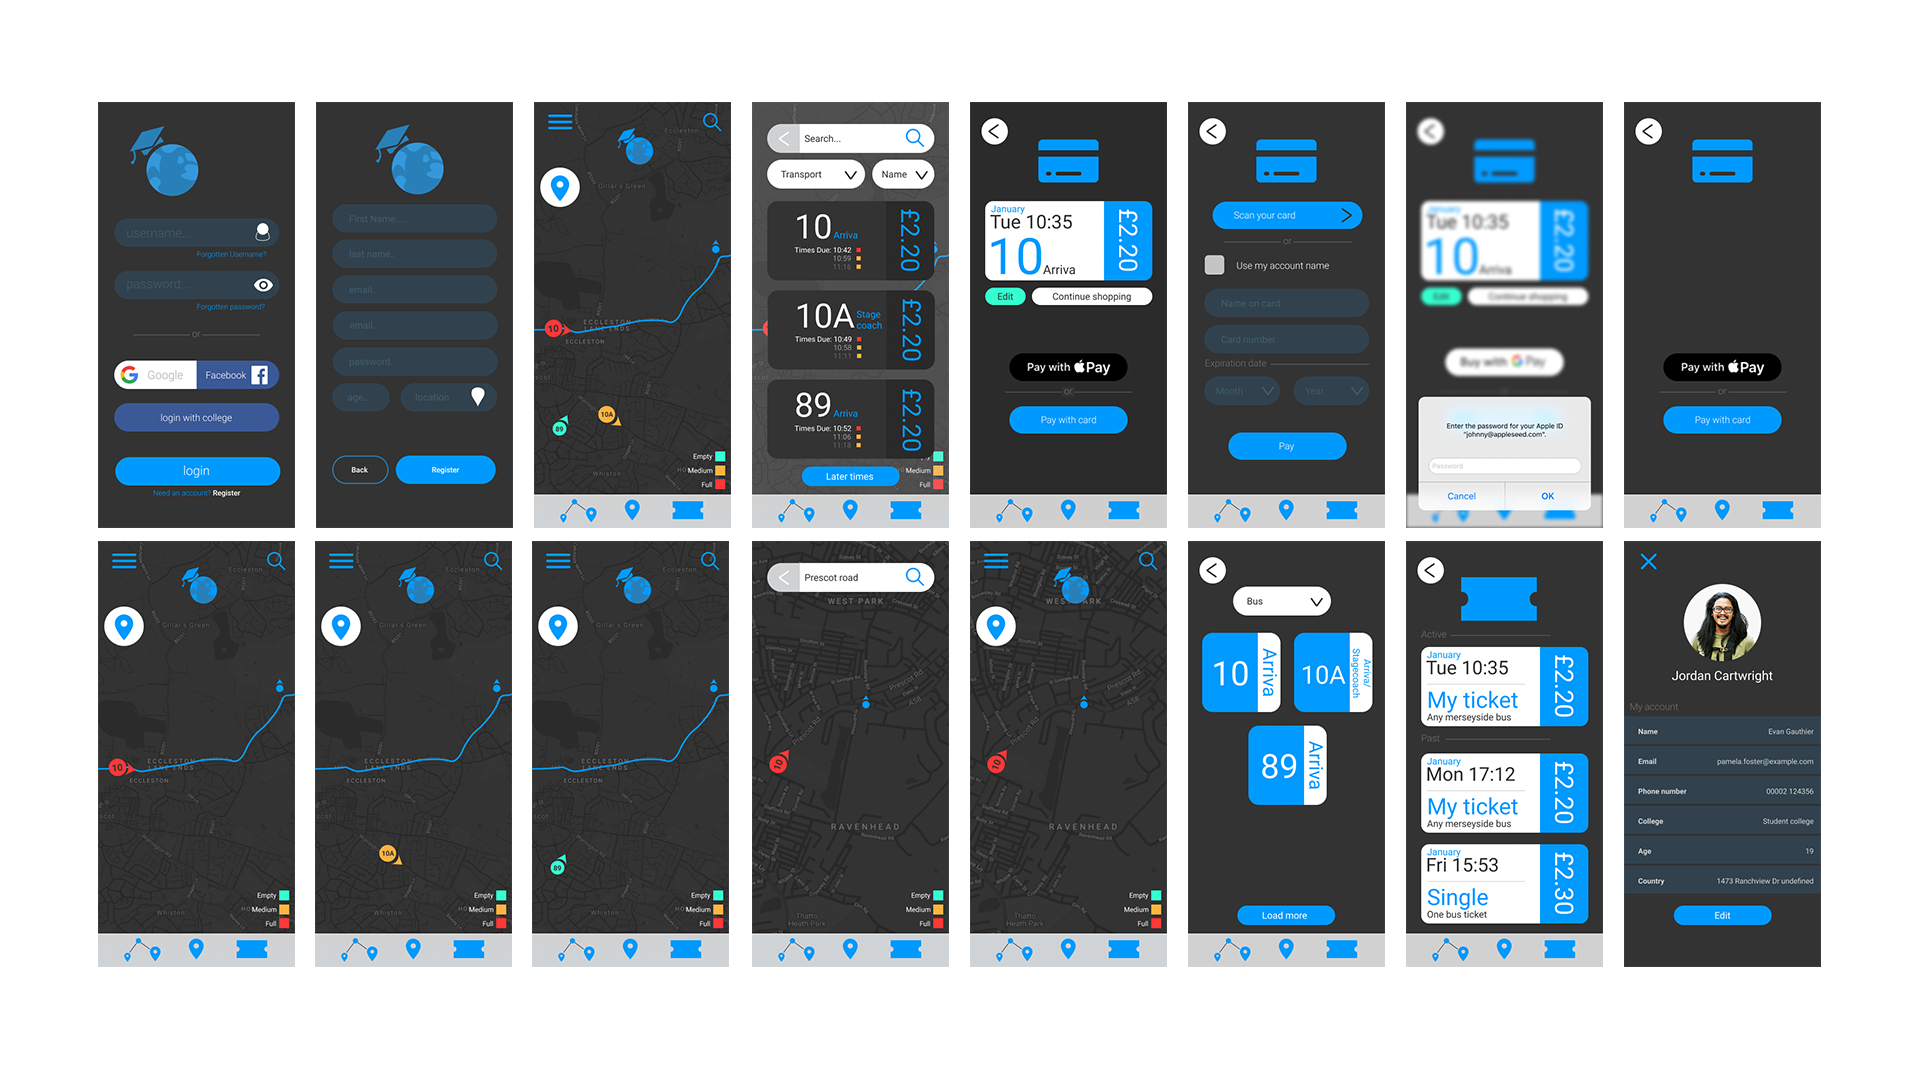 username...
Forgotten Username?
password...
Forgotten password?
or
Google
Facebook
login with college
login
Need an account? Register
First Name....
last name..
email..
email..
password..
age..
location
Back
Register
Eccleston
Gillar's Green
10
ECCLESTON
LANE ENDS
ECCLESTON
10A
89
Whiston
Empty
Medium
Full
Search...
Transport
Name
10
Arriva
£2.20
Times Due: 10:42
10:59
11:16
10A
Stage
coach
£2.20
Times Due: 10:49
10:58
11:11
89
Arriva
£2.20
Times Due: 10:52
11:06
11:18
Later times
Medium
Full
January
Tue 10:35
10
Arriva
£2.20
Edit
Continue shopping
Pay with Pay
or
Pay with card
Scan your card
or
Use my account name
Name on card
Card number
Expiration date
Month
Year
Pay
January
Tue 10:35
10
Arriva
£2.20
Edit
Continue shopping
Buy with G Pay
Enter the password for your Apple ID
"johnny@appleseed.com".
Password
Cancel
OK
Pay with Pay
or
Pay with card
Eccleston
Gillar's Green
10
ECCLESTON
LANE ENDS
ECCLESTON
Whiston
Empty
Medium
Full
Eccleston
Gillar's Green
ECCLESTON
LANE ENDS
ECCLESTON
10A
Whiston
Empty
Medium
Full
Eccleston
Gillar's Green
ECCLESTON
LANE ENDS
ECCLESTON
89
Whiston
Empty
Medium
Full
Prescot road
WEST PARK
Prescot Rd
A58
10
RAVENHEAD
Thatto
Heath Park
Empty
Medium
Full
WEST PARK
Prescot Rd
A58
10
RAVENHEAD
Thatto
Heath Park
Empty
Medium
Full
Bus
10
Arriva
10A
Arriva/
Stagecoach
89
Arriva
Load more
Active
January
Tue 10:35
My ticket
Any merseyside bus
£2.20
Past
January
Mon 17:12
My ticket
Any merseyside bus
£2.20
January
Fri 15:53
Single
One bus ticket
£2.30
Jordan Cartwright
My account
Name
Evan Gauthier
Email
pamela.foster@example.com
Phone number
00002 124356
College
Student college
Age
19
Country
1473 Ranchview Dr undefined
Edit